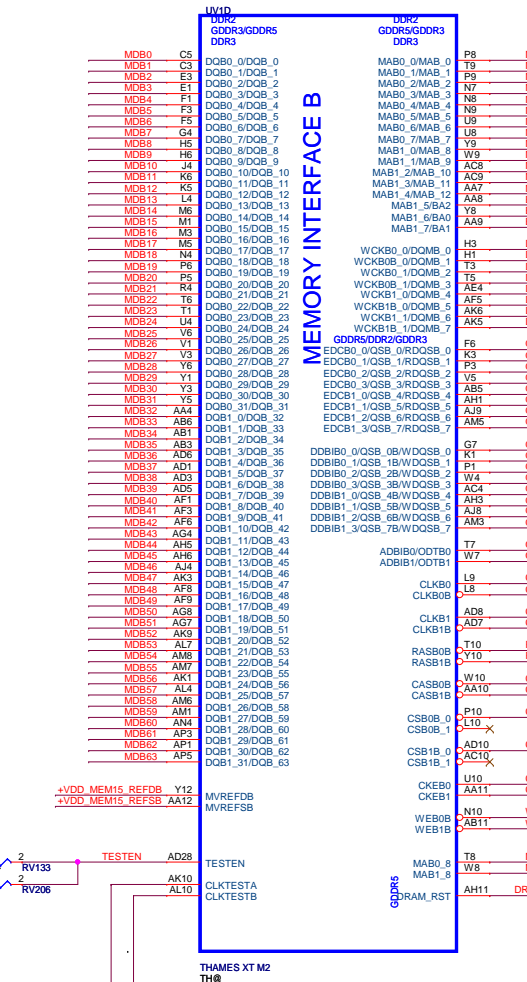 UV1D
DDR2
GDDR3/GDDR5
DDR3
DDR2
GDDR5/GDDR3
DDR3
MEMORY INTERFACE B
MDB0 C5 DQB0_0/DQB_0
MDB1 C3 DQB0_1/DQB_1
MDB2 E3 DQB0_2/DQB_2
MDB3 E1 DQB0_3/DQB_3
MDB4 F1 DQB0_4/DQB_4
MDB5 F3 DQB0_5/DQB_5
MDB6 F5 DQB0_6/DQB_6
MDB7 G4 DQB0_7/DQB_7
MDB8 H5 DQB0_8/DQB_8
MDB9 H6 DQB0_9/DQB_9
MDB10 J4 DQB0_10/DQB_10
MDB11 K6 DQB0_11/DQB_11
MDB12 K5 DQB0_12/DQB_12
MDB13 L4 DQB0_13/DQB_13
MDB14 M6 DQB0_14/DQB_14
MDB15 M1 DQB0_15/DQB_15
MDB16 M3 DQB0_16/DQB_16
MDB17 M5 DQB0_17/DQB_17
MDB18 N4 DQB0_18/DQB_18
MDB19 P6 DQB0_19/DQB_19
MDB20 P5 DQB0_20/DQB_20
MDB21 R4 DQB0_21/DQB_21
MDB22 T6 DQB0_22/DQB_22
MDB23 T1 DQB0_23/DQB_23
MDB24 U4 DQB0_24/DQB_24
MDB25 V6 DQB0_25/DQB_25
MDB26 V1 DQB0_26/DQB_26
MDB27 V3 DQB0_27/DQB_27
MDB28 Y6 DQB0_28/DQB_28
MDB29 Y1 DQB0_29/DQB_29
MDB30 Y3 DQB0_30/DQB_30
MDB31 Y5 DQB0_31/DQB_31
MDB32 AA4 DQB1_0/DQB_32
MDB33 AB6 DQB1_1/DQB_33
MDB34 AB1 DQB1_2/DQB_34
MDB35 AB3 DQB1_3/DQB_35
MDB36 AD6 DQB1_4/DQB_36
MDB37 AD1 DQB1_5/DQB_37
MDB38 AD3 DQB1_6/DQB_38
MDB39 AD5 DQB1_7/DQB_39
MDB40 AF1 DQB1_8/DQB_40
MDB41 AF3 DQB1_9/DQB_41
MDB42 AF6 DQB1_10/DQB_42
MDB43 AG4 DQB1_11/DQB_43
MDB44 AH5 DQB1_12/DQB_44
MDB45 AH6 DQB1_13/DQB_45
MDB46 AJ4 DQB1_14/DQB_46
MDB47 AK3 DQB1_15/DQB_47
MDB48 AF8 DQB1_16/DQB_48
MDB49 AF9 DQB1_17/DQB_49
MDB50 AG8 DQB1_18/DQB_50
MDB51 AG7 DQB1_19/DQB_51
MDB52 AK9 DQB1_20/DQB_52
MDB53 AL7 DQB1_21/DQB_53
MDB54 AM8 DQB1_22/DQB_54
MDB55 AM7 DQB1_23/DQB_55
MDB56 AK1 DQB1_24/DQB_56
MDB57 AL4 DQB1_25/DQB_57
MDB58 AM6 DQB1_26/DQB_58
MDB59 AM1 DQB1_27/DQB_59
MDB60 AN4 DQB1_28/DQB_60
MDB61 AP3 DQB1_29/DQB_61
MDB62 AP1 DQB1_30/DQB_62
MDB63 AP5 DQB1_31/DQB_63
+VDD_MEM15_REFDB Y12 MVREFDB
+VDD_MEM15_REFSB AA12 MVREFSB
2
RV133
TESTEN AD28 TESTEN
2
RV206
AK10 CLKTESTA
AL10 CLKTESTB
MAB0_0/MAB_0 P8
MAB0_1/MAB_1 T9
MAB0_2/MAB_2 P9
MAB0_3/MAB_3 N7
MAB0_4/MAB_4 N8
MAB0_5/MAB_5 N9
MAB0_6/MAB_6 U9
MAB0_7/MAB_7 U8
MAB1_0/MAB_8 Y9
MAB1_1/MAB_9 W9
MAB1_2/MAB_10 AC8
MAB1_3/MAB_11 AC9
MAB1_4/MAB_12 AA7
MAB1_5/BA2 AA8
MAB1_6/BA0 Y8
MAB1_7/BA1 AA9
WCKB0_0/DQMB_0 H3
WCKB0B_0/DQMB_1 H1
WCKB0_1/DQMB_2 T3
WCKB0B_1/DQMB_3 T5
WCKB1_0/DQMB_4 AE4
WCKB1B_0/DQMB_5 AF5
WCKB1_1/DQMB_6 AK6
WCKB1B_1/DQMB_7 AK5
GDDR5/DDR2/GDDR3
EDCB0_0/QSB_0/RDQSB_0 F6
EDCB0_1/QSB_1/RDQSB_1 K3
EDCB0_2/QSB_2/RDQSB_2 P3
EDCB0_3/QSB_3/RDQSB_3 V5
EDCB1_0/QSB_4/RDQSB_4 AB5
EDCB1_1/QSB_5/RDQSB_5 AH1
EDCB1_2/QSB_6/RDQSB_6 AJ9
EDCB1_3/QSB_7/RDQSB_7 AM5
DDBIB0_0/QSB_0B/WDQSB_0 G7
DDBIB0_1/QSB_1B/WDQSB_1 K1
DDBIB0_2/QSB_2B/WDQSB_2 P1
DDBIB0_3/QSB_3B/WDQSB_3 W4
DDBIB1_0/QSB_4B/WDQSB_4 AC4
DDBIB1_1/QSB_5B/WDQSB_5 AH3
DDBIB1_2/QSB_6B/WDQSB_6 AJ8
DDBIB1_3/QSB_7B/WDQSB_7 AM3
ADBIB0/ODTB0 T7
ADBIB1/ODTB1 W7
CLKB0 L9
CLKB0B L8
CLKB1 AD8
CLKB1B AD7
RASB0B T10
RASB1B Y10
CASB0B W10
CASB1B AA10
CSB0B_0 P10
CSB0B_1 L10
CSB1B_0 AD10
CSB1B_1 AC10
CKEB0 U10
CKEB1 AA11
WEB0B N10
WEB1B AB11
MAB0_8 T8
MAB1_8 W8
GDDR5
DRAM_RST AH11 DR
THAMES XT M2
TH@